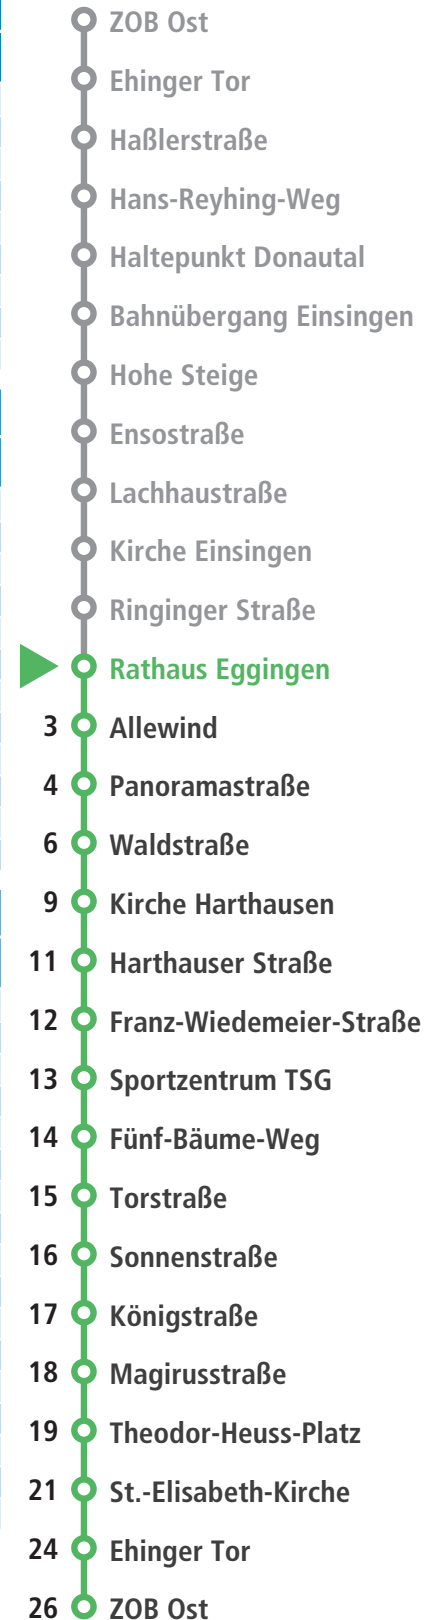 ZOB Ost
Ehinger Tor
Haßlerstraße
Hans-Reyhing-Weg
Haltepunkt Donautal
Bahnübergang Einsingen
Hohe Steige
Ensostraße
Lachhaustraße
Kirche Einsingen
Ringinger Straße
Rathaus Eggingen
3 Allewind
4 Panoramastraße
6 Waldstraße
9 Kirche Harthausen
11 Harthauser Straße
12 Franz-Wiedemeier-Straße
13 Sportzentrum TSG
14 Fünf-Bäume-Weg
15 Torstraße
16 Sonnenstraße
17 Königstraße
18 Magirusstraße
19 Theodor-Heuss-Platz
21 St.-Elisabeth-Kirche
24 Ehinger Tor
26 ZOB Ost